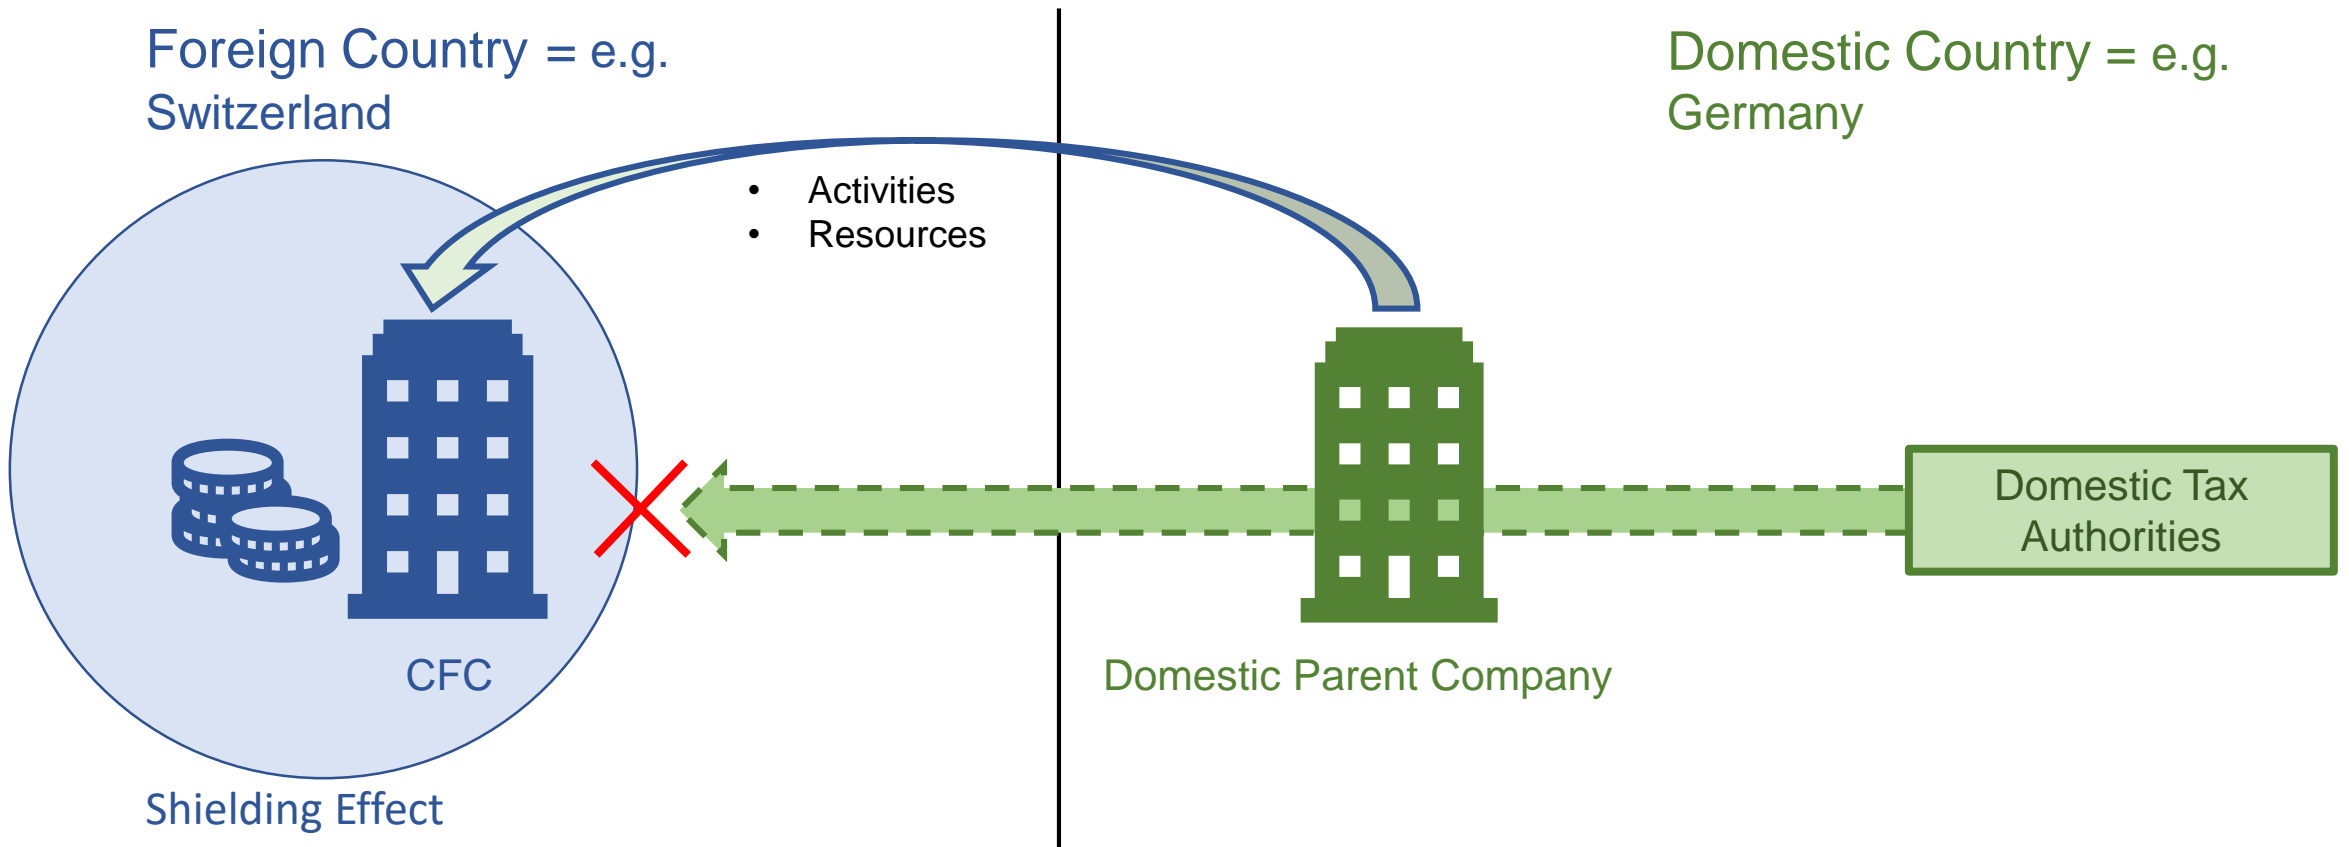 Foreign Country = e.g.
Switzerland
Domestic Country = e.g.
Germany
• Activities
• Resources
Domestic Tax
Authorities
CFC
Domestic Parent Company
Shielding Effect